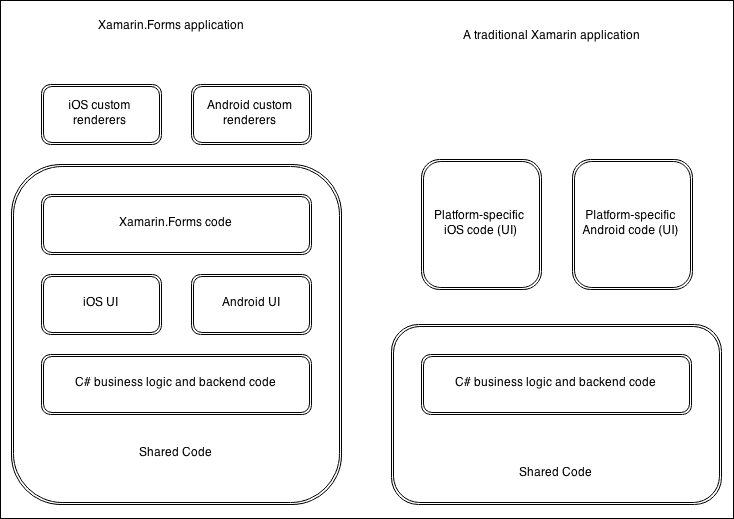 Xamarin.Forms application
iOS custom
renderers
Android custom
renderers
Xamarin.Forms code
iOS UI
Android UI
C# business logic and backend code
Shared Code
A traditional Xamarin application
Platform-specific
iOS code (UI)
Platform-specific
Android code (UI)
C# business logic and backend code
Shared Code